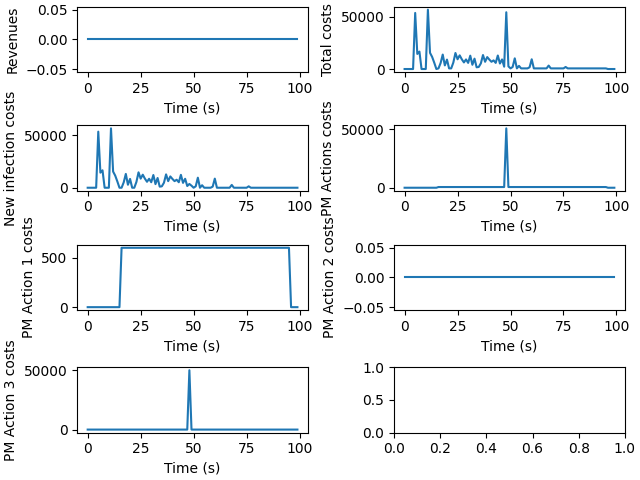 Revenues
0.05
0.00
−0.05
0 25 50 75 100
Time (s)
Total costs
50000
0
0 25 50 75 100
Time (s)
New infection costs
50000
0
0 25 50 75 100
Time (s)
PM Actions costs
50000
0
0 25 50 75 100
Time (s)
PM Action 1 costs
500
0
0 25 50 75 100
Time (s)
PM Action 2 costs
0.05
0.00
−0.05
0 25 50 75 100
Time (s)
PM Action 3 costs
50000
0
0 25 50 75 100
Time (s)
1.0
0.5
0.0
0.0 0.2 0.4 0.6 0.8 1.0